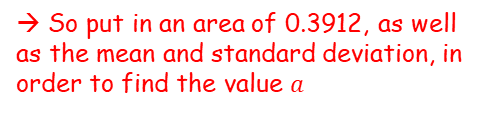 → So put in an area of 0.3912, as well
as the mean and standard deviation, in
order to find the value a